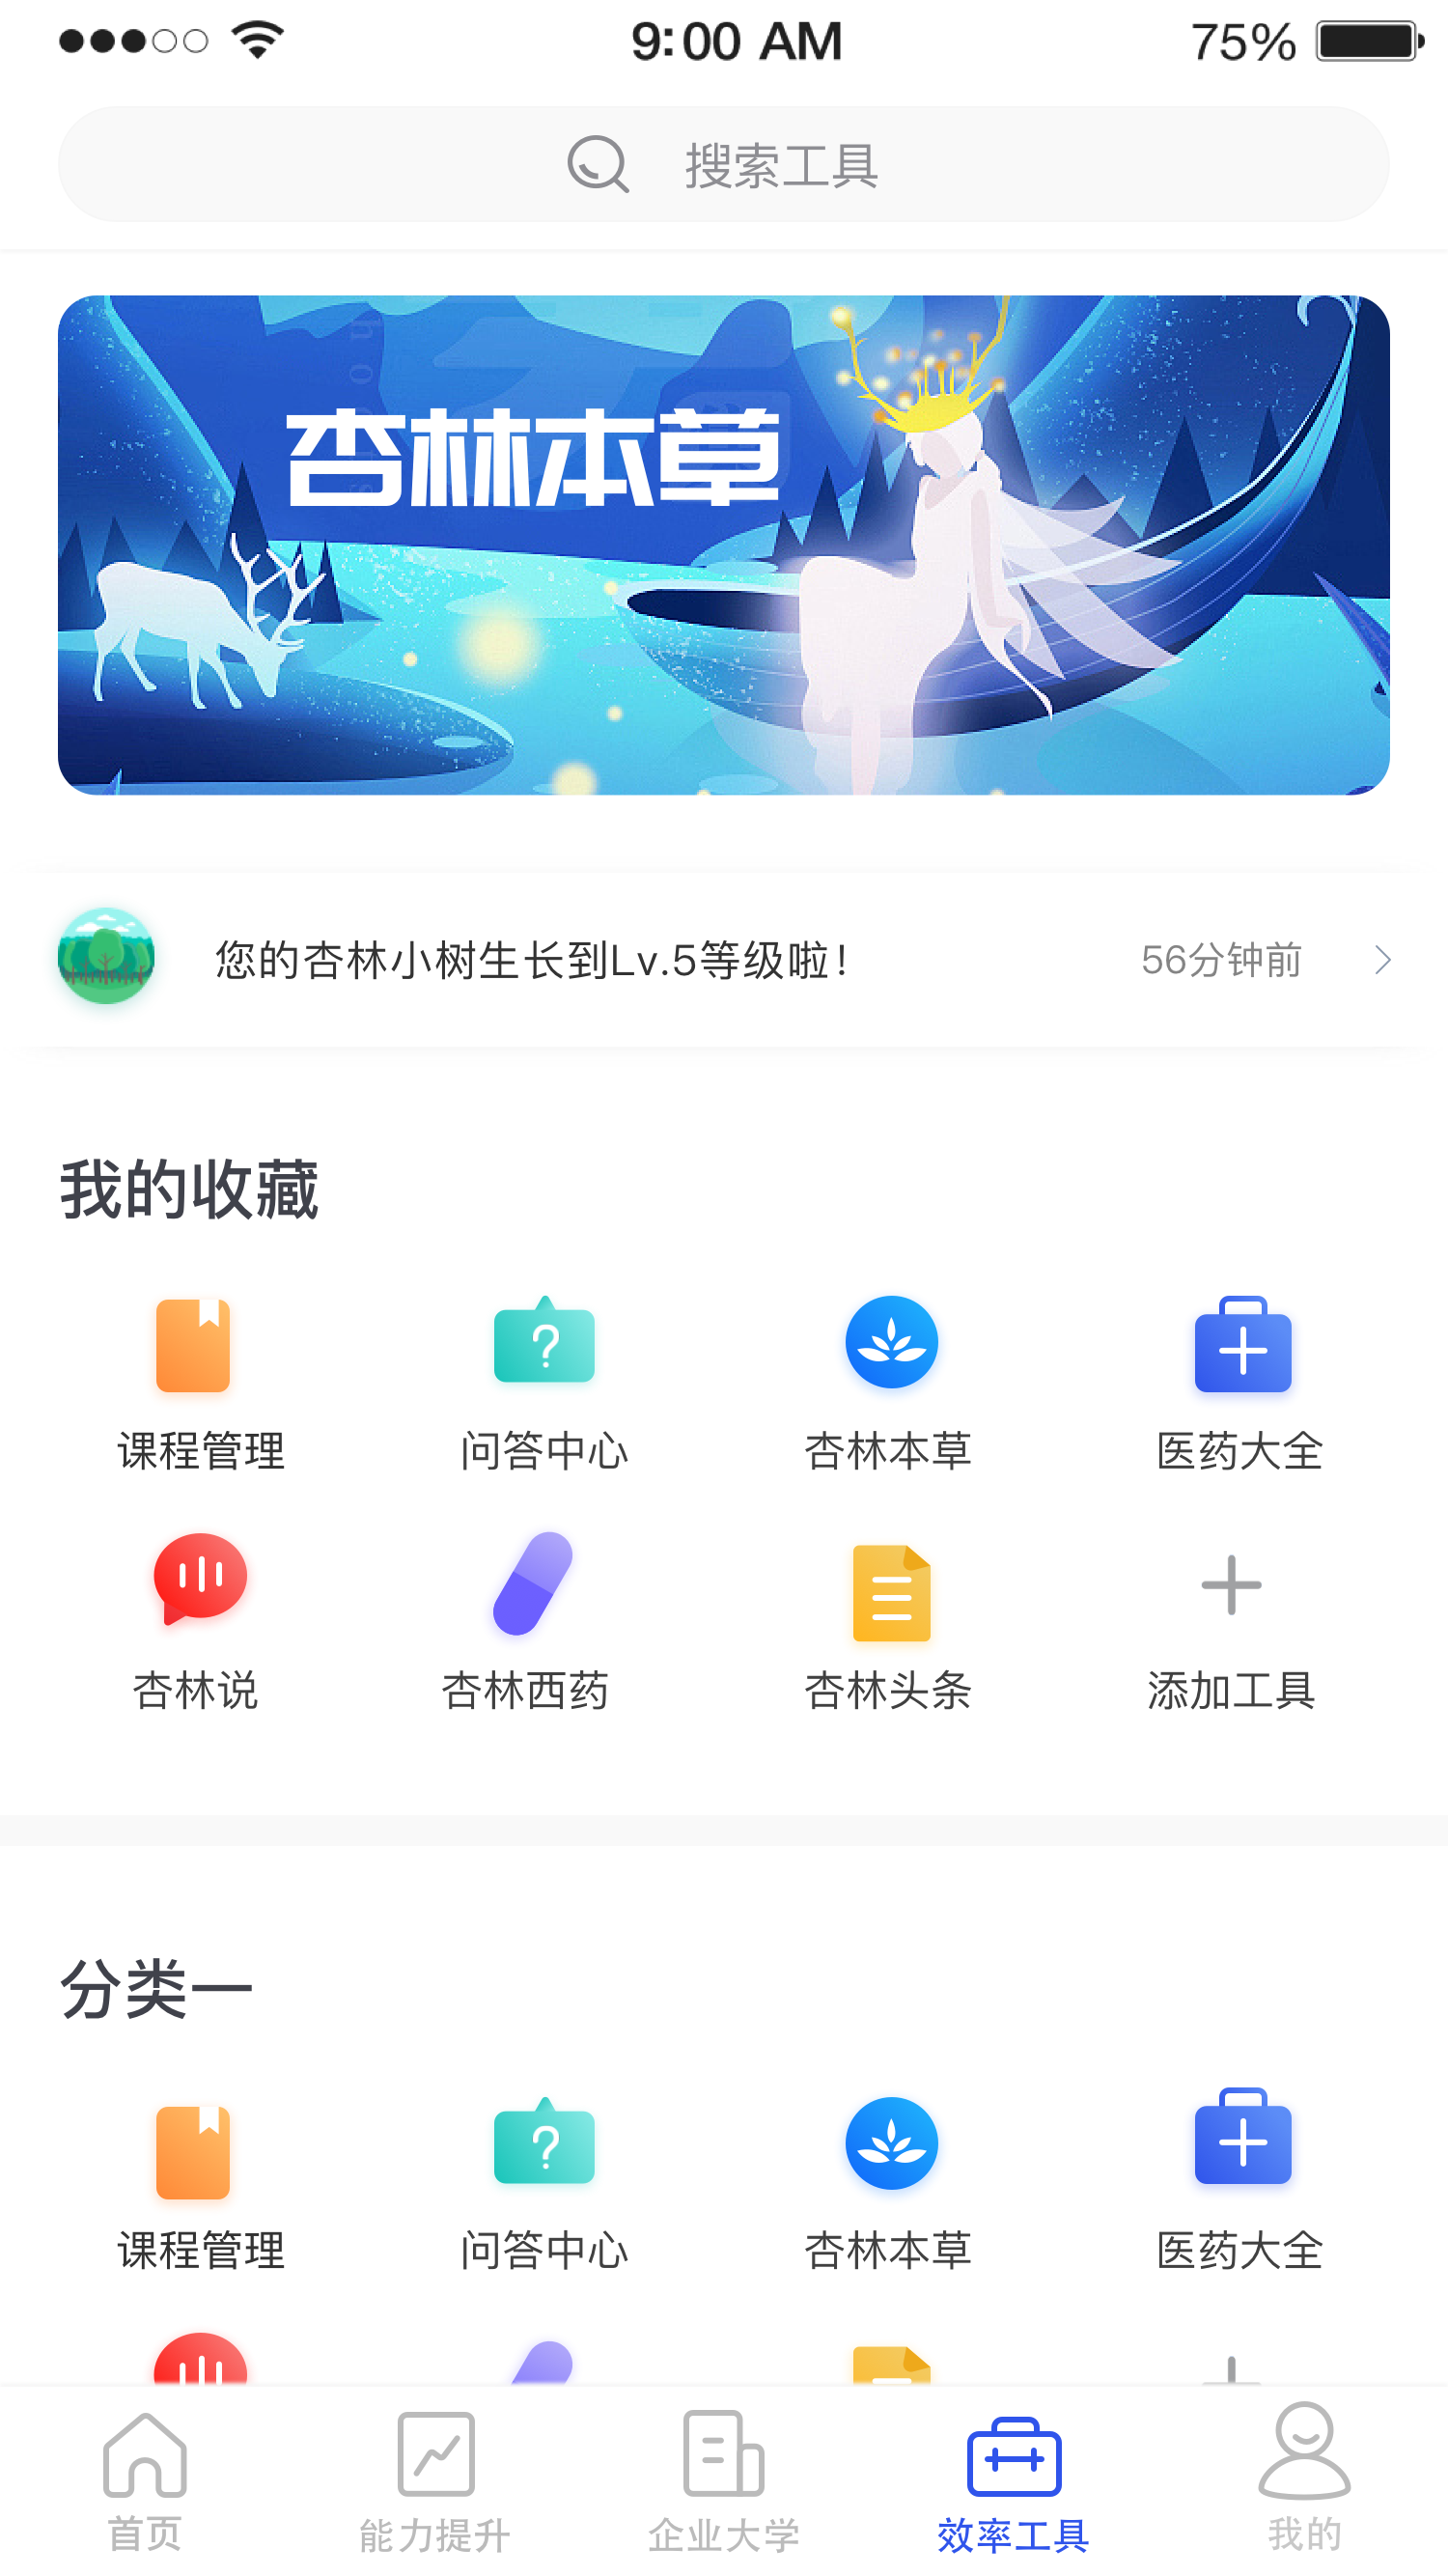 9:00 AM
75%
搜索工具
杏林本草
您的杏林小树生长到Lv.5等级啦！
56分钟前
我的收藏
课程管理
问答中心
杏林本草
医药大全
杏林说
杏林西药
杏林头条
添加工具
分类一
课程管理
问答中心
杏林本草
医药大全
首页
能力提升
企业大学
效率工具
我的